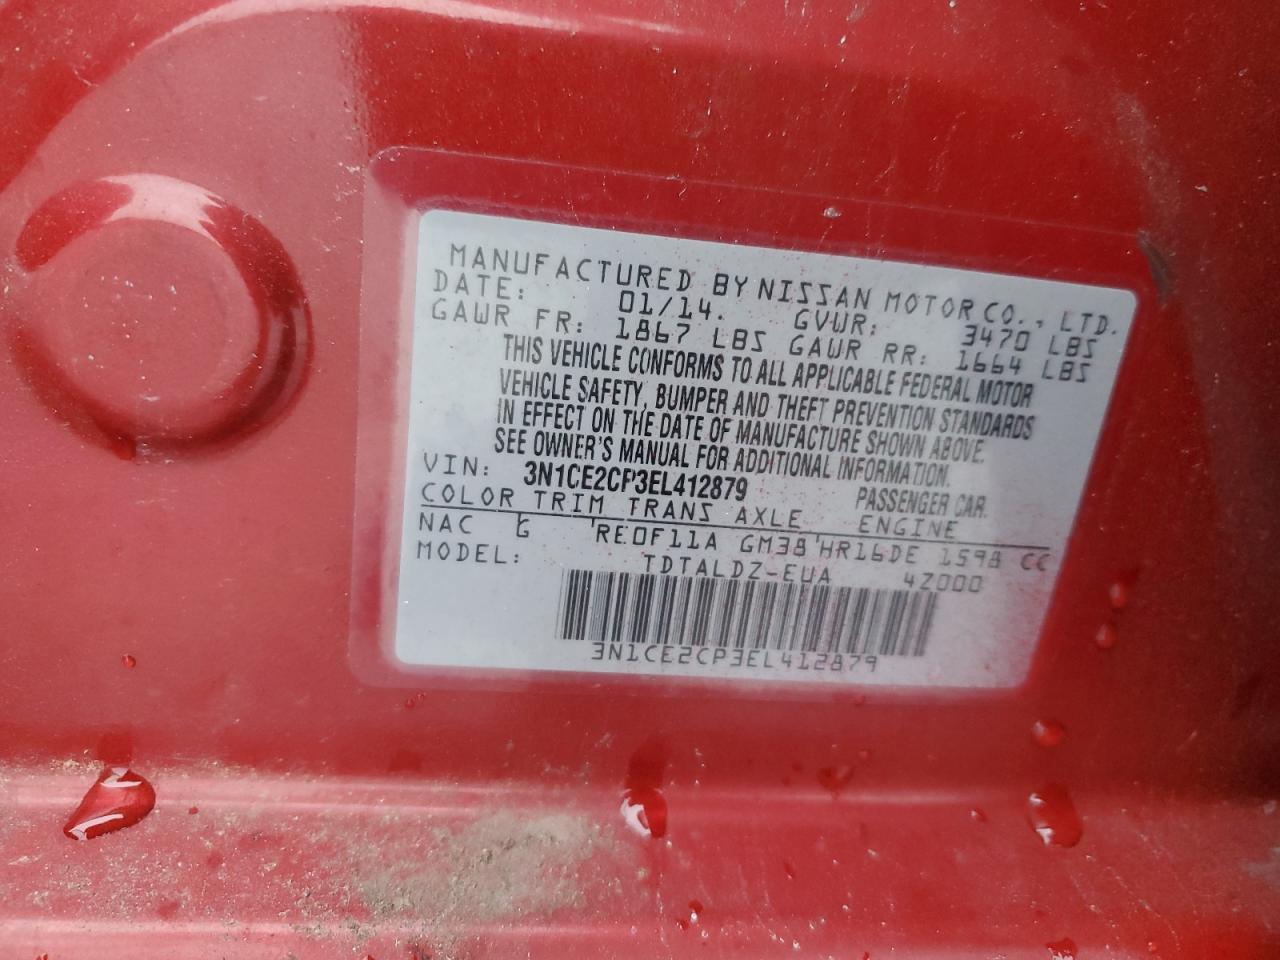 MANUFACTURED BY NISSAN MOTOR CO., LTD.
DATE: 01/14. GVWR: 3470 LBS
GAWR FR: 1867 LBS GAWR RR: 1664 LBS
THIS VEHICLE CONFORMS TO ALL APPLICABLE FEDERAL MOTOR
VEHICLE SAFETY, BUMPER AND THEFT PREVENTION STANDARDS
IN EFFECT ON THE DATE OF MANUFACTURE SHOWN ABOVE.
SEE OWNER'S MANUAL FOR ADDITIONAL INFORMATION.
VIN: 3N1CE2CP3EL412879 PASSENGER CAR
COLOR TRIM TRANS AXLE ENGINE
NAC G RE0F11A GM38 HR16DE 1598 CC
MODEL: TDTALDZ-EUA 4Z000
3N1CE2CP3EL412879